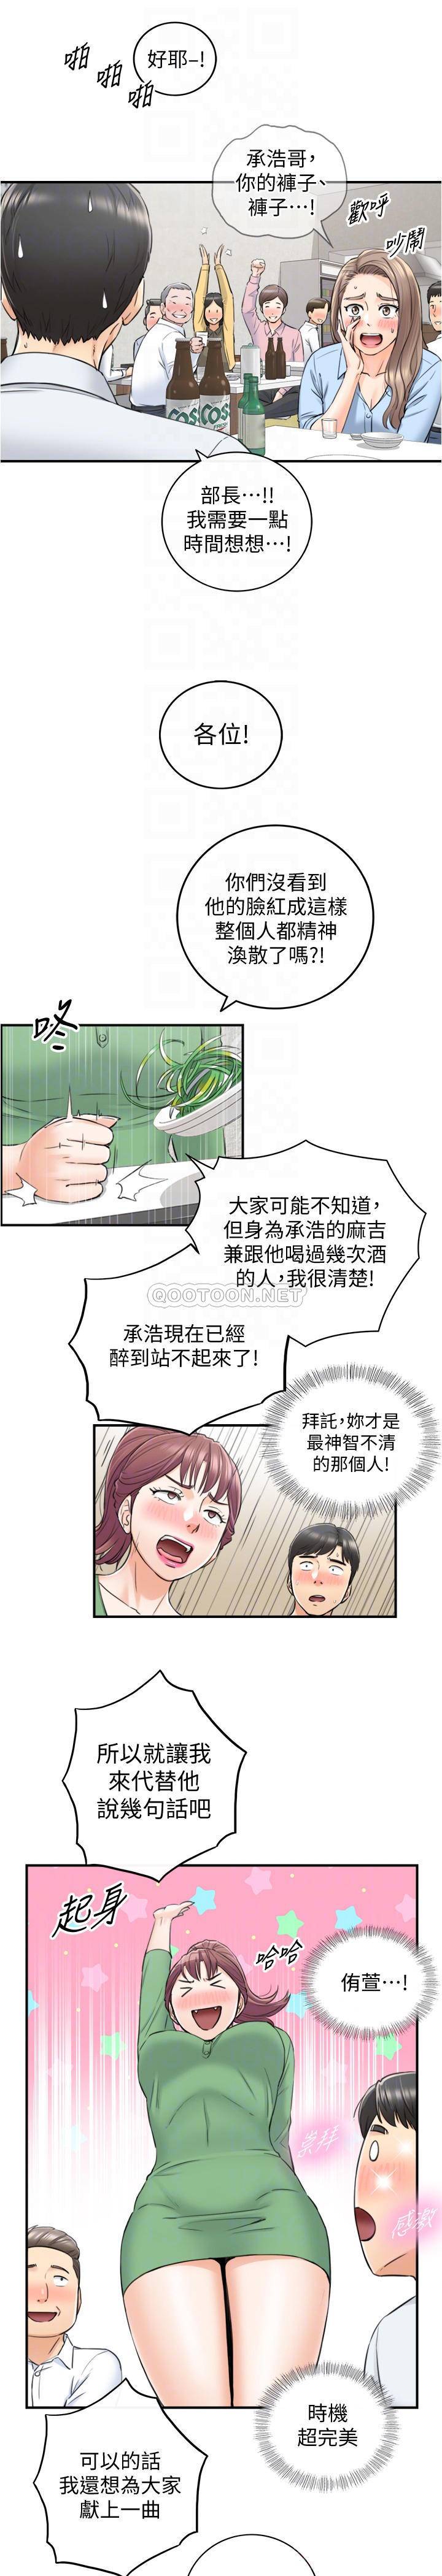 啪
啪
啪
好耶~!
承浩哥,
你的褲子、
褲子…!
歡呼
吵鬧
COSS
COSS
部長…!!
我需要一點
時間想想…!
各位!
你們沒看到
他的臉紅成這樣
整個人都精神
渙散了嗎?!
咚
大家可能不知道,
但身為承浩的麻吉
兼跟他喝過幾次酒
的人,我很清楚!
QOOTOON.NET
承浩現在已經
醉到站不起來了!
拜託,妳才是
最神智不清
的那個人!
所以就讓我
來代替他
說幾句話吧
起身
哈哈
侑萱…!
崇拜
感激
時機
超完美
可以的話
我還想為大家
獻上一曲